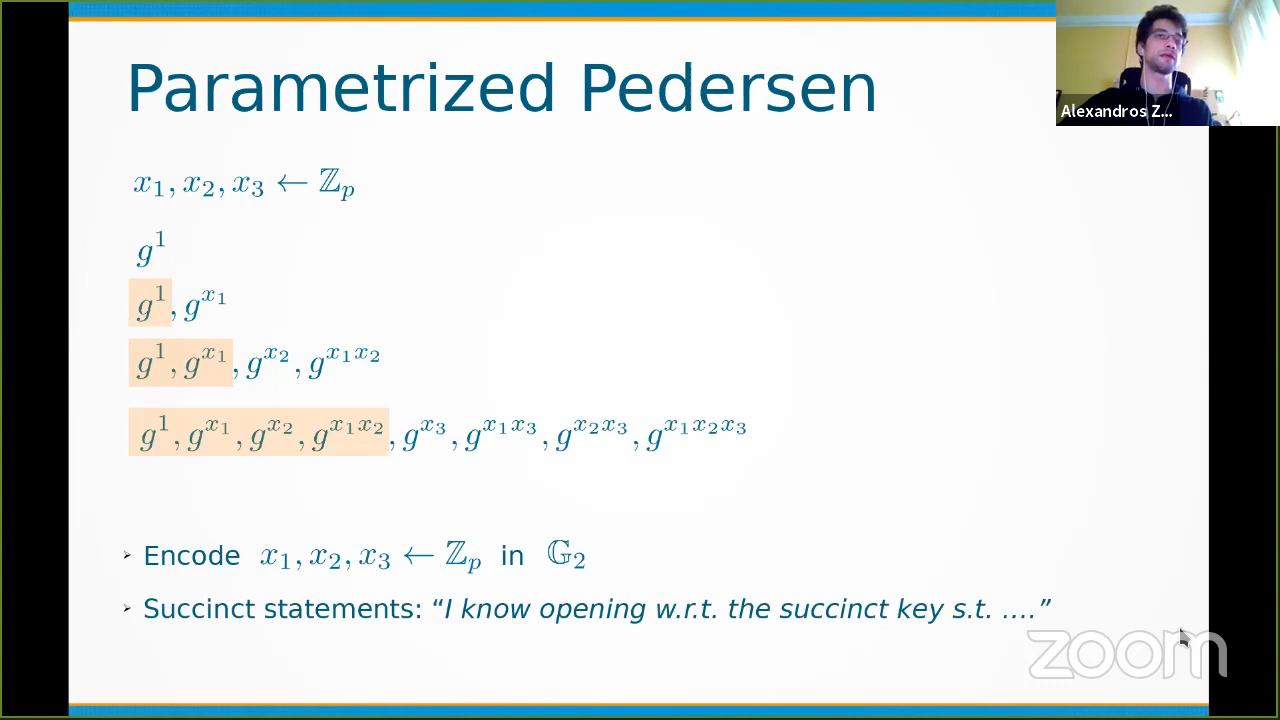 Parametrized Pedersen
Alexandros Z...
x₁, x₂, x₃ ← ℤₚ
g¹
g¹, g^{x₁}
g¹, g^{x₁}, g^{x₂}, g^{x₁x₂}
g¹, g^{x₁}, g^{x₂}, g^{x₁x₂}, g^{x₃}, g^{x₁x₃}, g^{x₂x₃}, g^{x₁x₂x₃}
Encode x₁, x₂, x₃ ← ℤₚ in 𝔾₂
Succinct statements: “I know opening w.r.t. the succinct key s.t. ....”
zoom